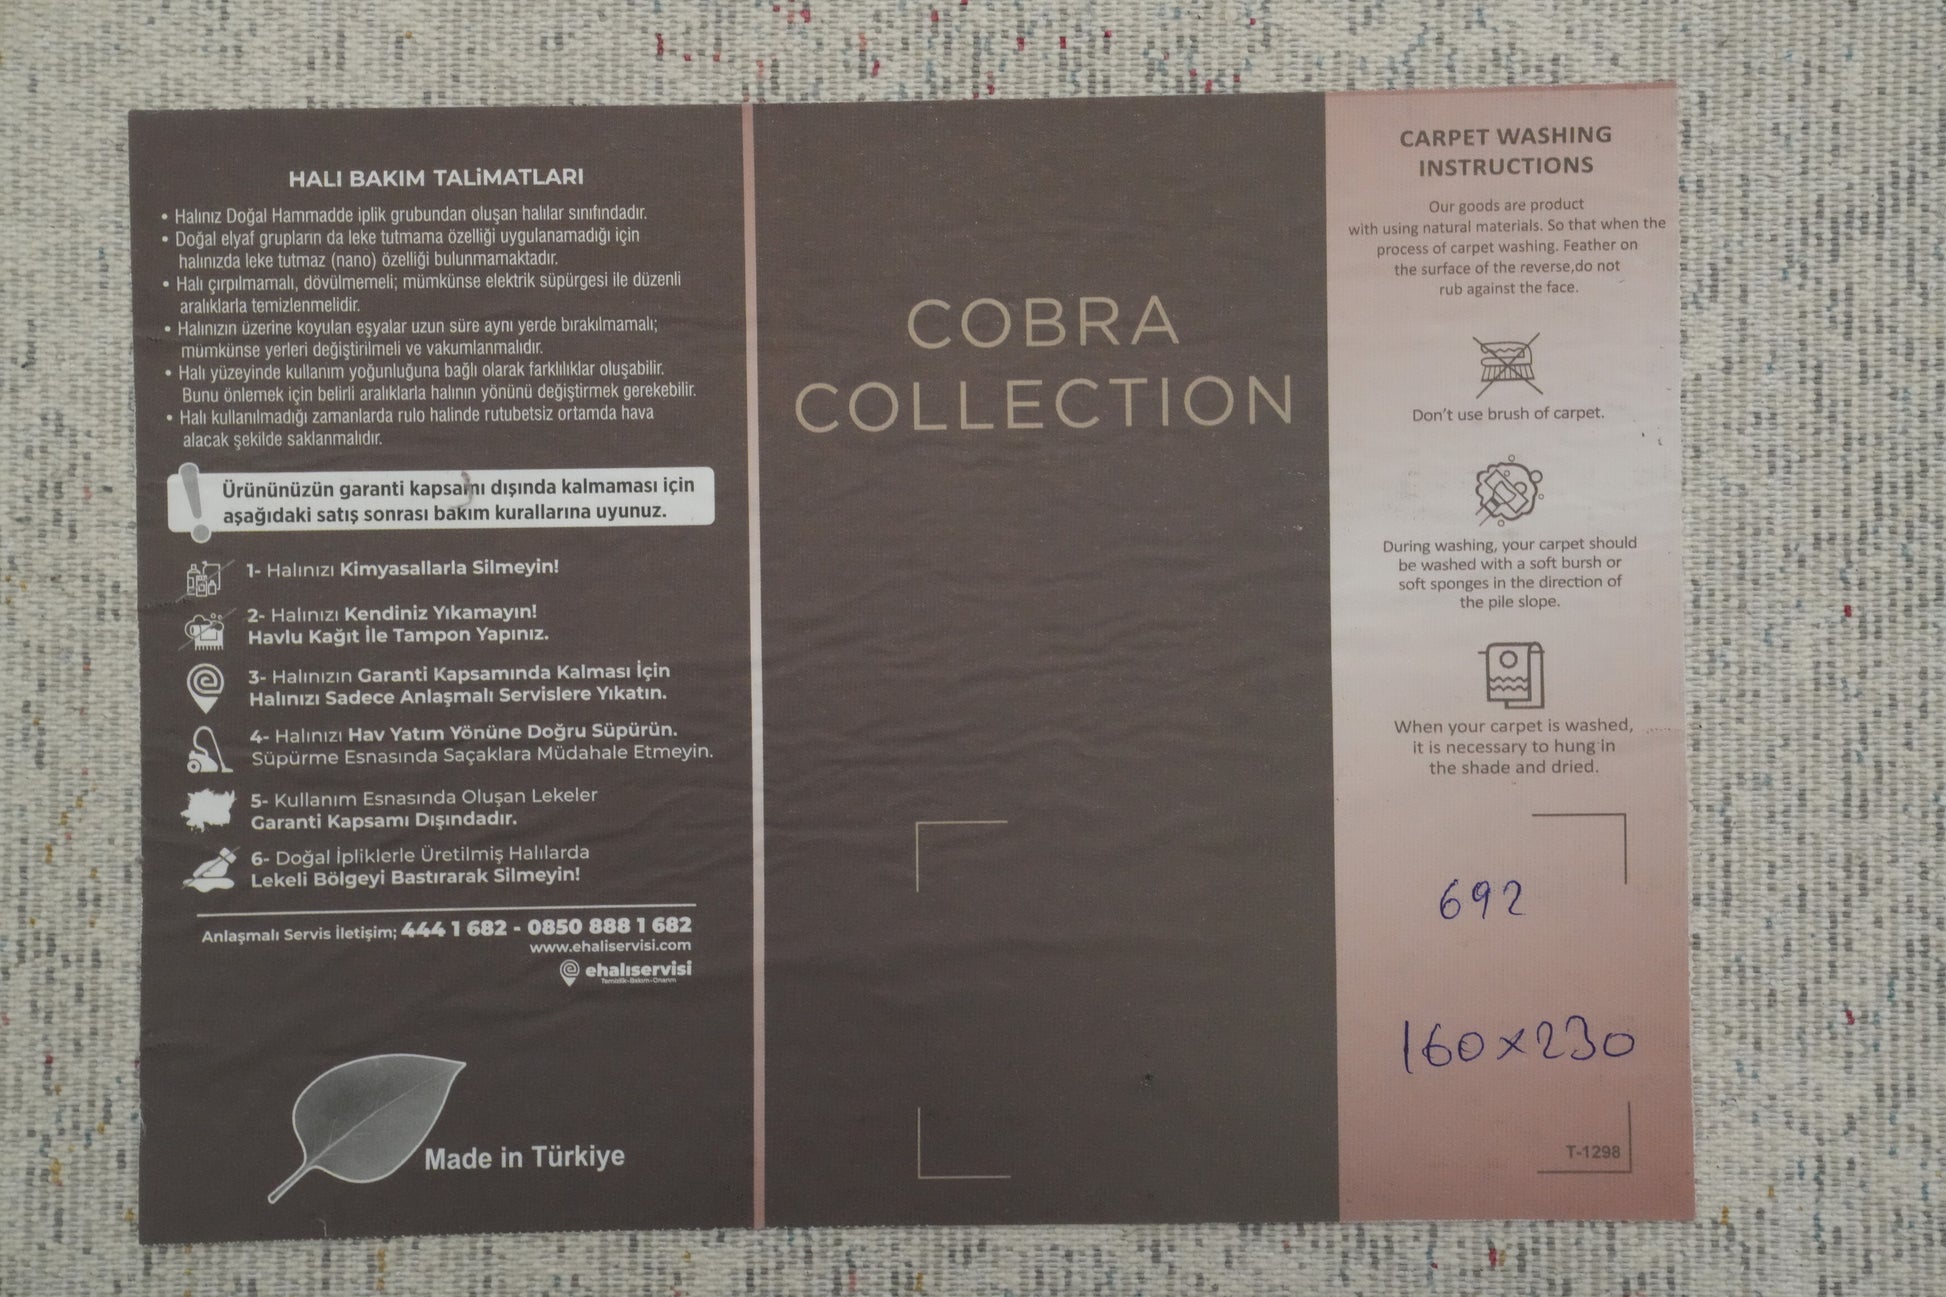 HALI BAKIM TALİMATLARI
• Halınız Doğal Hammadde iplik grubundan oluşan halılar sınıfındadır.
• Doğal elyaf grupların da leke tutmama özelliği uygulanamadığı için
halınızda leke tutmaz (nano) özelliği bulunmamaktadır.
• Halı çırpılmamalı, dövülmemeli; mümkünse elektrik süpürgesi ile düzenli
aralıklarla temizlenmelidir.
• Halınızın üzerine koyulan eşyalar uzun süre aynı yerde bırakılmamalı;
mümkünse yerleri değiştirilmeli ve vakumlanmalıdır.
• Halı yüzeyinde kullanım yoğunluğuna bağlı olarak farklılıklar oluşabilir.
Bunu önlemek için belirli aralıklarla halının yönünü değiştirmek gerekebilir.
• Halı kullanılmadığı zamanlarda rulo halinde rutubetsiz ortamda hava
alacak şekilde saklanmalıdır.
Ürününüzün garanti kapsamı dışında kalmaması için
aşağıdaki satış sonrası bakım kurallarına uyunuz.
1- Halınızı Kimyasallarla Silmeyin!
2- Halınızı Kendiniz Yıkamayın!
Havlu Kağıt İle Tampon Yapınız.
3- Halınızın Garanti Kapsamında Kalması İçin
Halınızı Sadece Anlaşmalı Servislere Yıkatın.
4- Halınızı Hav Yatım Yönüne Doğru Süpürün.
Süpürme Esnasında Saçaklara Müdahale Etmeyin.
5- Kullanım Esnasında Oluşan Lekeler
Garanti Kapsamı Dışındadır.
6- Doğal İpliklerle Üretilmiş Halılarda
Lekeli Bölgeyi Bastırarak Silmeyin!
Anlaşmalı Servis İletişim; 444 1 682 - 0850 888 1 682
www.ehaliservisi.com
ehalıservisi
Temizlik-Bakım-Onarım
Made in Türkiye
COBRA
COLLECTION
CARPET WASHING
INSTRUCTIONS
Our goods are product
with using natural materials. So that when the
process of carpet washing. Feather on
the surface of the reverse,do not
rub against the face.
Don't use brush of carpet.
During washing, your carpet should
be washed with a soft bursh or
soft sponges in the direction of
the pile slope.
When your carpet is washed,
it is necessary to hung in
the shade and dried.
692
160x230
T-1298